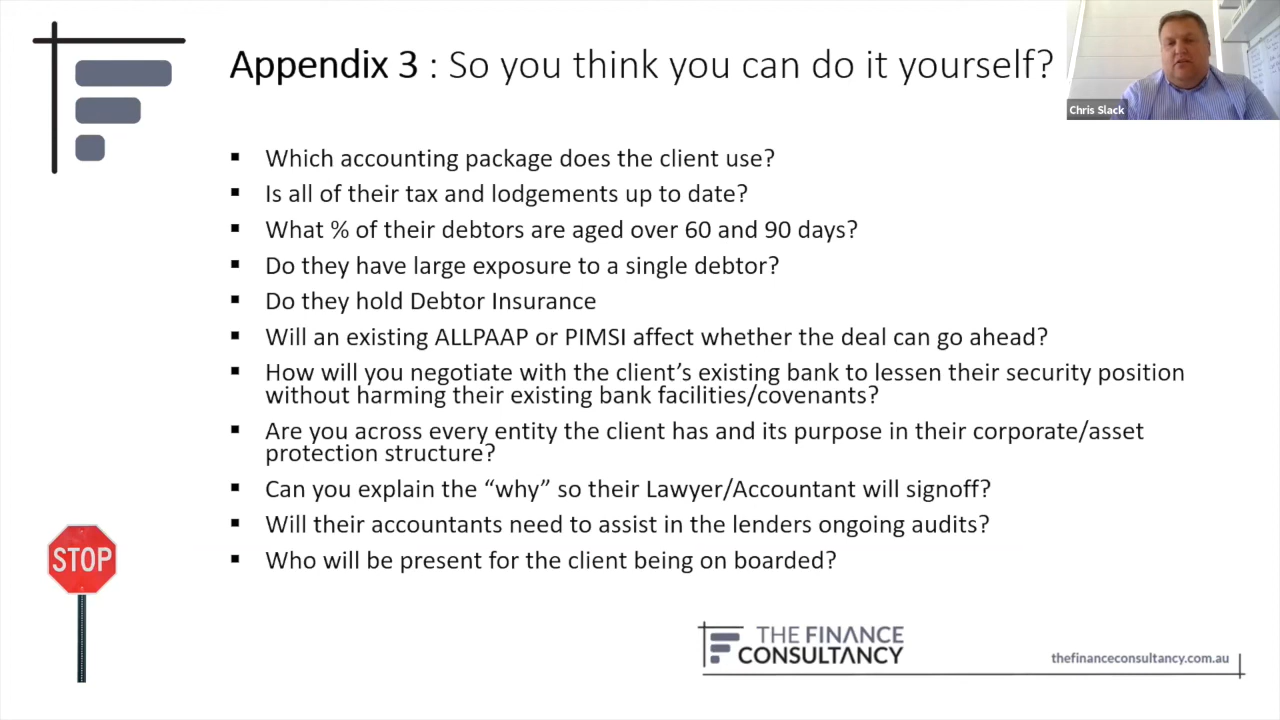 Appendix 3 : So you think you can do it yourself?
Chris Slack
▪ Which accounting package does the client use?
▪ Is all of their tax and lodgements up to date?
▪ What % of their debtors are aged over 60 and 90 days?
▪ Do they have large exposure to a single debtor?
▪ Do they hold Debtor Insurance
▪ Will an existing ALLPAAP or PIMSI affect whether the deal can go ahead?
▪ How will you negotiate with the client’s existing bank to lessen their security position
without harming their existing bank facilities/covenants?
▪ Are you across every entity the client has and its purpose in their corporate/asset
protection structure?
▪ Can you explain the “why” so their Lawyer/Accountant will signoff?
▪ Will their accountants need to assist in the lenders ongoing audits?
▪ Who will be present for the client being on boarded?
STOP
THE FINANCE
CONSULTANCY
thefinanceconsultancy.com.au